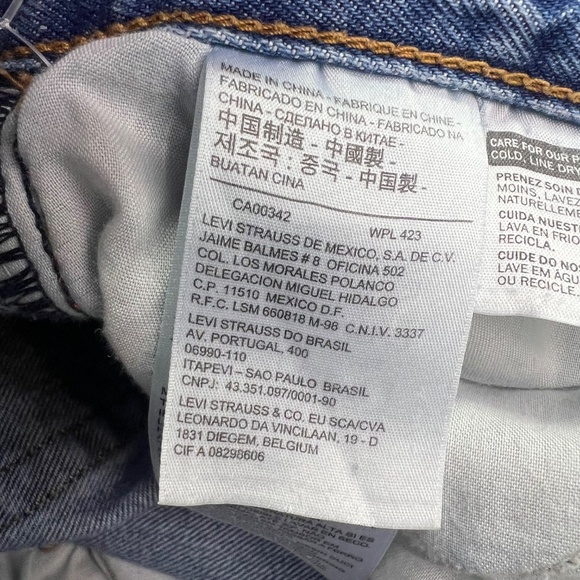 MADE IN CHINA - FABRIQUE EN CHINE -
FABRICADO EN CHINA - FABRICADO NA
CHINA - СДЕЛАНО В КИТАЕ -
中国制造 - 中國製 -
제조국 : 중국 - 中国製 -
BUATAN CINA
CA00342 WPL 423
LEVI STRAUSS DE MEXICO, S.A. DE C.V.
JAIME BALMES # 8 OFICINA 502
COL. LOS MORALES POLANCO
DELEGACION MIGUEL HIDALGO
C.P. 11510 MEXICO D.F.
R.F.C. LSM 660818 M-96 C.N.I.V. 3337
LEVI STRAUSS DO BRASIL
AV. PORTUGAL, 400
06990-110
ITAPEVI – SAO PAULO BRASIL
CNPJ: 43.351.097/0001-90
LEVI STRAUSS & CO. EU SCA/CVA
LEONARDO DA VINCILAAN, 19 - D
1831 DIEGEM, BELGIUM
CIF A 08298606
CARE FOR OUR
COLD, LINE DRY
PRENEZ SOIN
MOINS, LAVEZ
NATURELLEME
CUIDA NUEST
LAVA EN FRIO
RECICLA.
CUIDE DO NO
LAVE EM ÁGU
OU RECICLE.